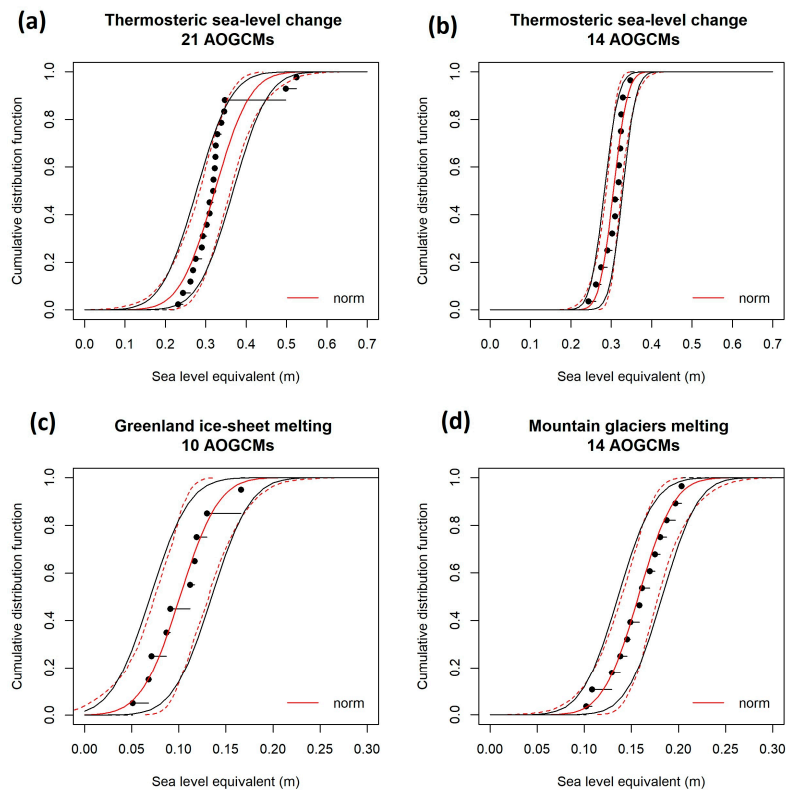 (a)
Thermosteric sea-level change
21 AOGCMs
Cumulative distribution function
1.0
0.8
0.6
0.4
0.2
0.0
norm
0.0 0.1 0.2 0.3 0.4 0.5 0.6 0.7
Sea level equivalent (m)
(b)
Thermosteric sea-level change
14 AOGCMs
Cumulative distribution function
1.0
0.8
0.6
0.4
0.2
0.0
norm
0.0 0.1 0.2 0.3 0.4 0.5 0.6 0.7
Sea level equivalent (m)
(c)
Greenland ice-sheet melting
10 AOGCMs
Cumulative distribution function
1.0
0.8
0.6
0.4
0.2
0.0
norm
0.00 0.05 0.10 0.15 0.20 0.25 0.30
Sea level equivalent (m)
(d)
Mountain glaciers melting
14 AOGCMs
Cumulative distribution function
1.0
0.8
0.6
0.4
0.2
0.0
norm
0.00 0.05 0.10 0.15 0.20 0.25 0.30
Sea level equivalent (m)